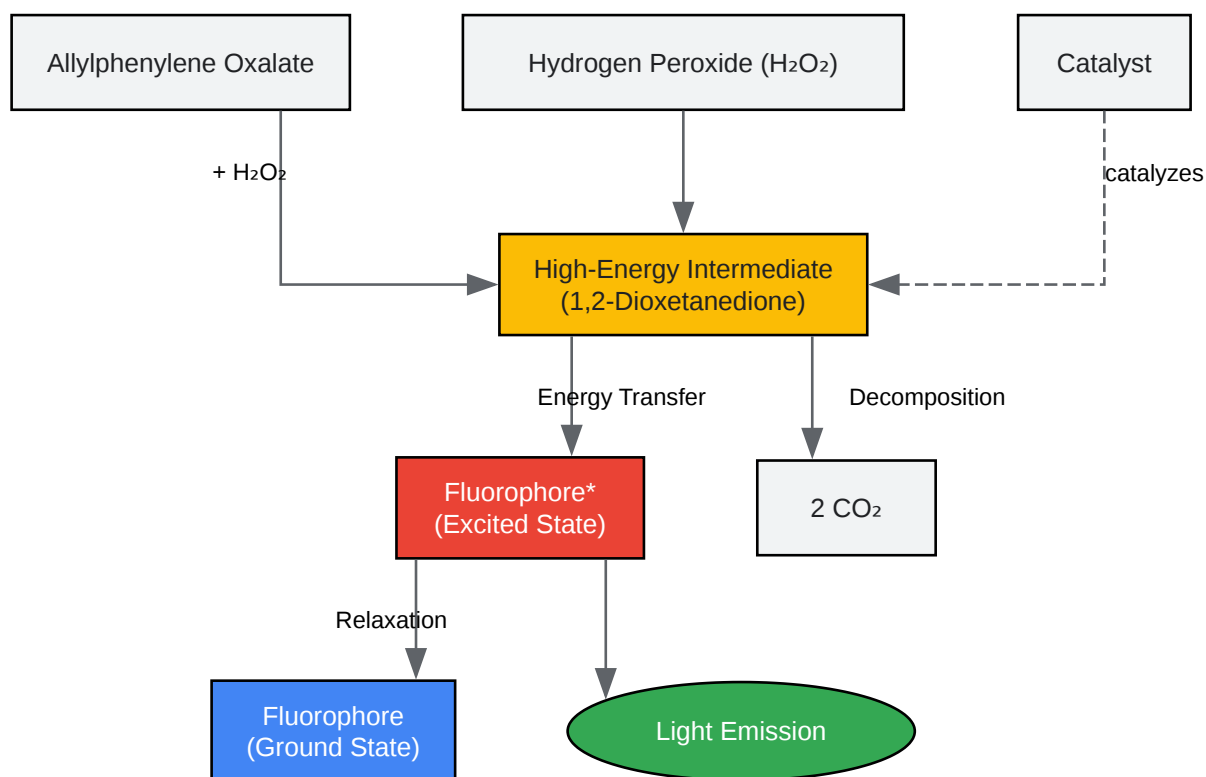 Allylphenylene Oxalate
Hydrogen Peroxide (H₂O₂)
Catalyst
+ H₂O₂
catalyzes
High-Energy Intermediate
(1,2-Dioxetanedione)
Energy Transfer
Decomposition
Fluorophore*
(Excited State)
2 CO₂
Relaxation
Fluorophore
(Ground State)
Light Emission